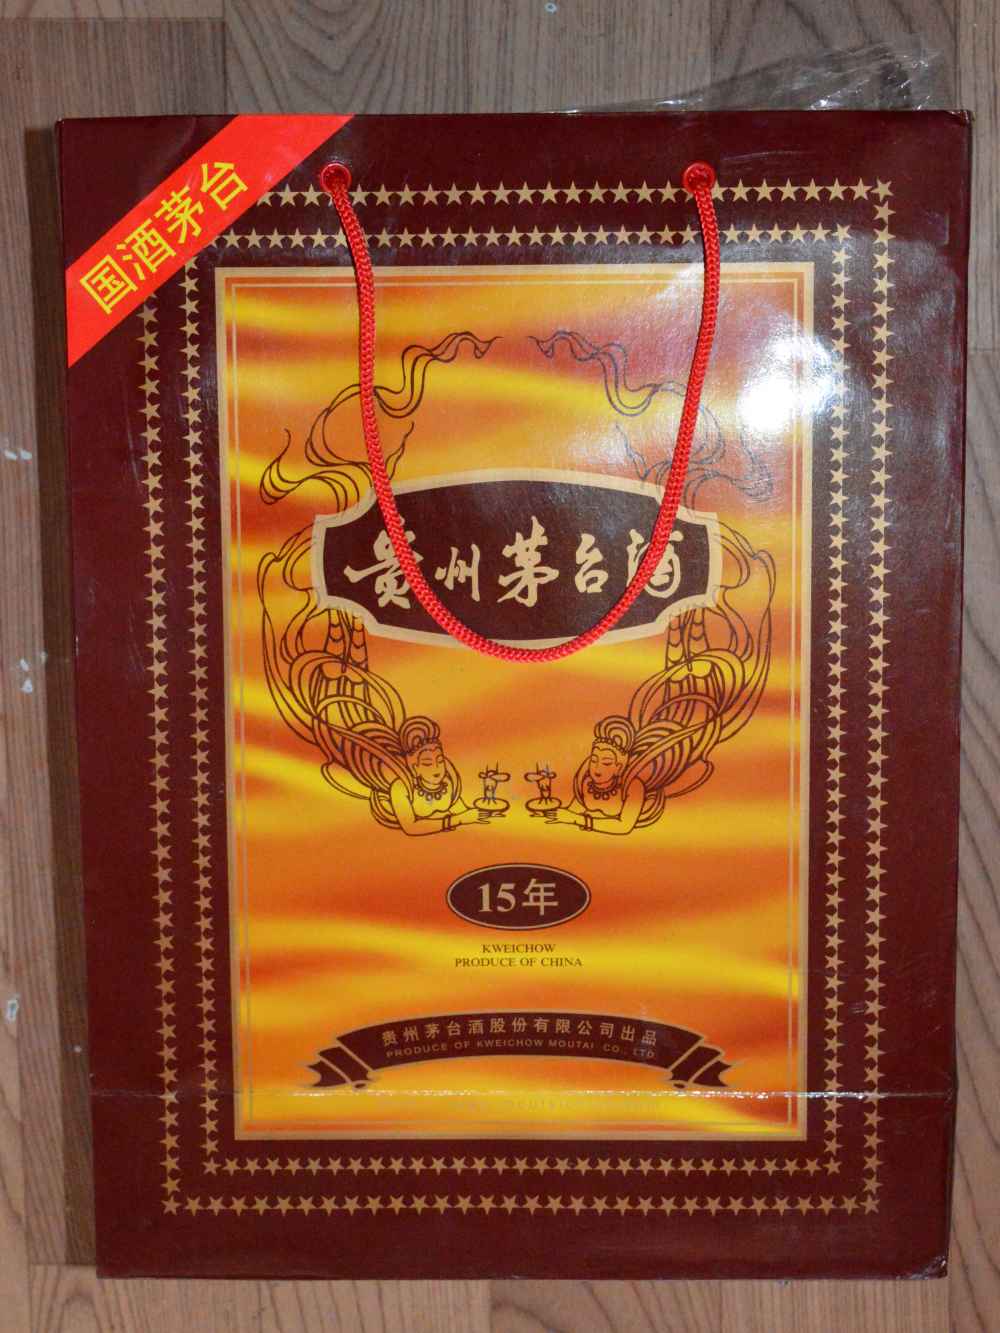 国酒茅台
贵州茅台酒
15年
KWEICHOW
PRODUCE OF CHINA
贵州茅台酒股份有限公司出品
PRODUCE OF KWEICHOW MOUTAI CO., LTD